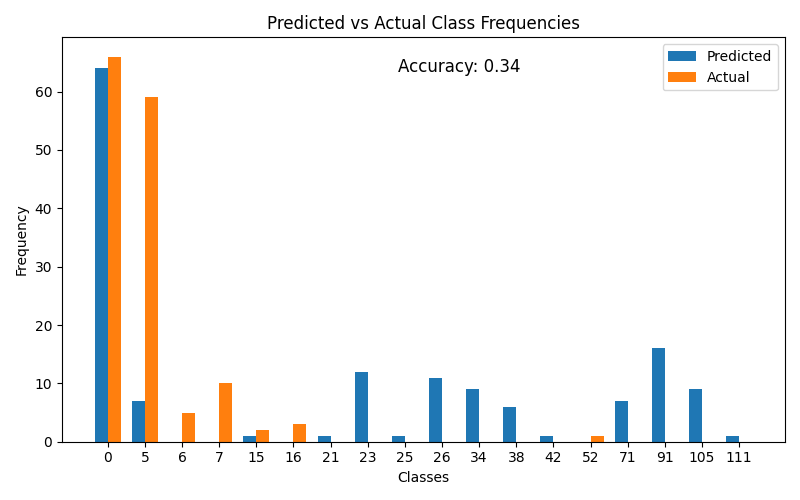 Predicted vs Actual Class Frequencies
Accuracy: 0.34
Predicted
Actual
Frequency
60
50
40
30
20
10
0
0 5 6 7 15 16 21 23 25 26 34 38 42 52 71 91 105 111
Classes